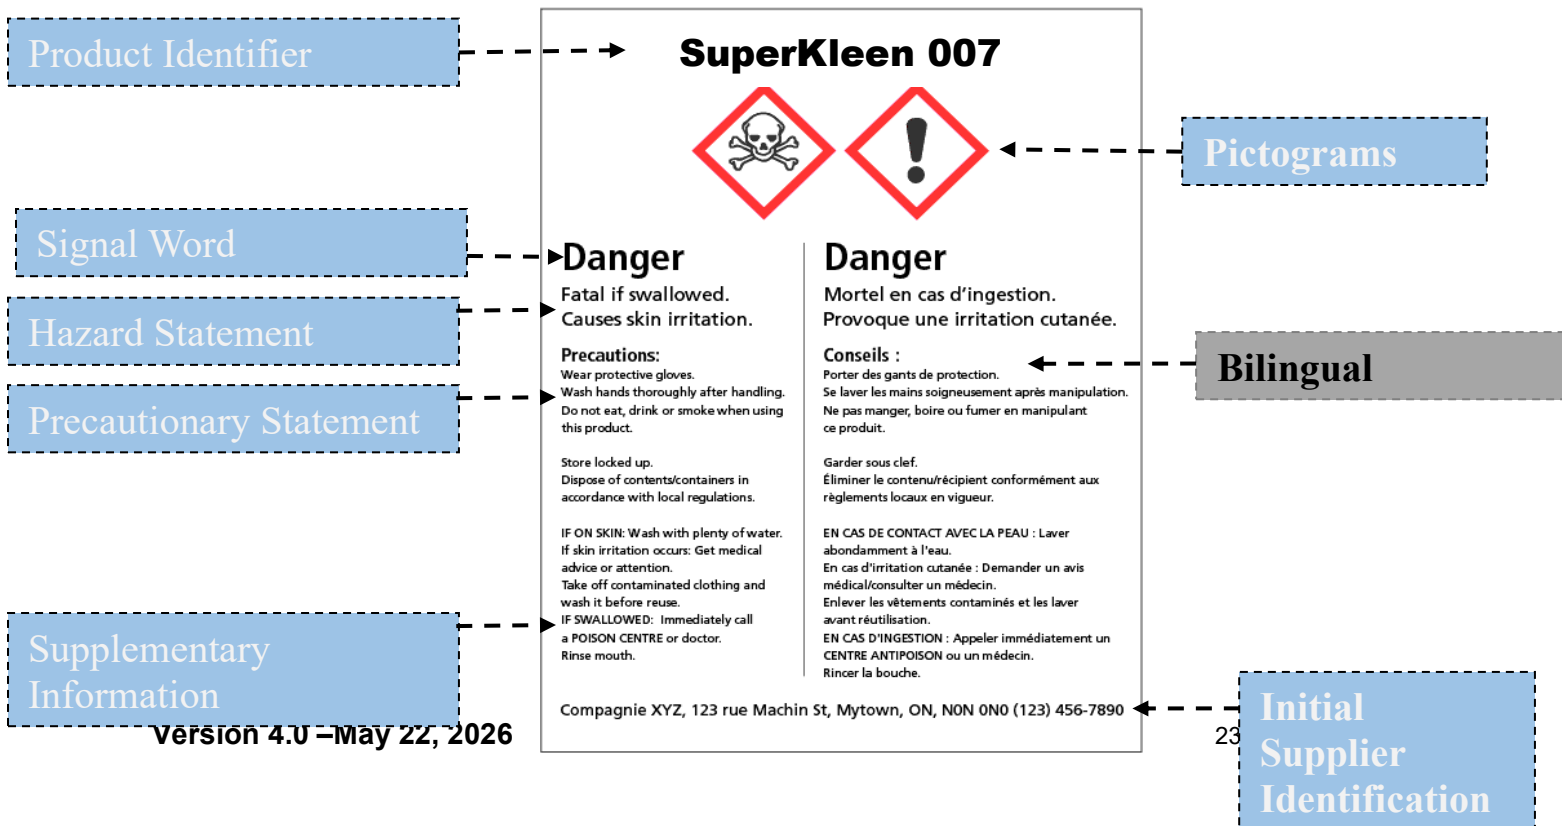 Product Identifier
SuperKleen 007
Pictograms
Signal Word
Hazard Statement
Precautionary Statement
Supplementary
Information
Danger
Fatal if swallowed.
Causes skin irritation.
Precautions:
Wear protective gloves.
Wash hands thoroughly after handling.
Do not eat, drink or smoke when using
this product.
Store locked up.
Dispose of contents/containers in
accordance with local regulations.
IF ON SKIN: Wash with plenty of water.
If skin irritation occurs: Get medical
advice or attention.
Take off contaminated clothing and
wash it before reuse.
IF SWALLOWED: Immediately call
a POISON CENTRE or doctor.
Rinse mouth.
Danger
Mortel en cas d'ingestion.
Provoque une irritation cutanée.
Conseils :
Porter des gants de protection.
Se laver les mains soigneusement après manipulation.
Ne pas manger, boire ou fumer en manipulant
ce produit.
Garder sous clef.
Éliminer le contenu/récipient conformément aux
règlements locaux en vigueur.
EN CAS DE CONTACT AVEC LA PEAU : Laver
abondamment à l'eau.
En cas d'irritation cutanée : Demander un avis
médical/consulter un médecin.
Enlever les vêtements contaminés et les laver
avant réutilisation.
EN CAS D'INGESTION : Appeler immédiatement un
CENTRE ANTIPOISON ou un médecin.
Rincer la bouche.
Bilingual
Compagnie XYZ, 123 rue Machin St, Mytown, ON, N0N 0N0 (123) 456-7890
Initial
Supplier
Identification
Version 4.0 –May 22, 2026
23